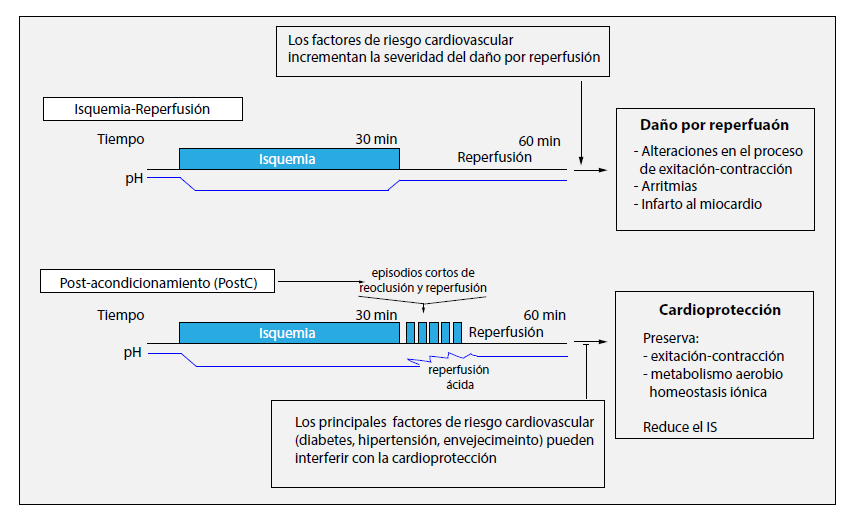 Los factores de riesgo cardiovascular
incrementan la severidad del daño por reperfusión
Isquemia-Reperfusión
Tiempo
30 min
60 min
Isquemia
Reperfusión
pH
Daño por reperfuaón
- Alteraciones en el proceso
de exitación-contracción
- Arritmias
- Infarto al miocardio
Post-acondicionamiento (PostC)
episodios cortos de
reoclusión y reperfusión
Tiempo
30 min
60 min
Isquemia
Reperfusión
pH
reperfusión
ácida
Cardioprotección
Preserva:
- exitación-contracción
- metabolismo aerobio
homeostasis iónica
Reduce el IS
Los principales factores de riesgo cardiovascular
(diabetes, hipertensión, envejecimeinto) pueden
interferir con la cardioprotección